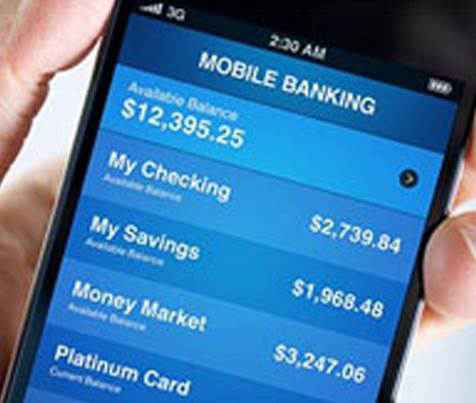 3G
2:30 AM
MOBILE BANKING
Available Balance
$12,395.25
My Checking
Available Balance
$2,739.84
My Savings
Available Balance
$1,968.48
Money Market
Available Balance
$3,247.06
Platinum Card
Current Balance